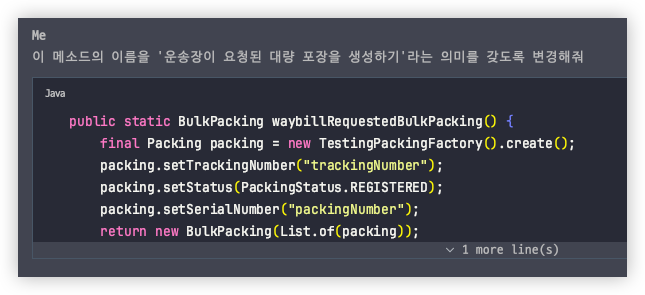 Me
이 메소드의 이름을 '운송장이 요청된 대량 포장을 생성하기'라는 의미를 갖도록 변경해줘
Java
public static BulkPacking waybillRequestedBulkPacking() {
final Packing packing = new TestingPackingFactory().create();
packing.setTrackingNumber("trackingNumber");
packing.setStatus(PackingStatus.REGISTERED);
packing.setSerialNumber("packingNumber");
return new BulkPacking(List.of(packing));
1 more line(s)